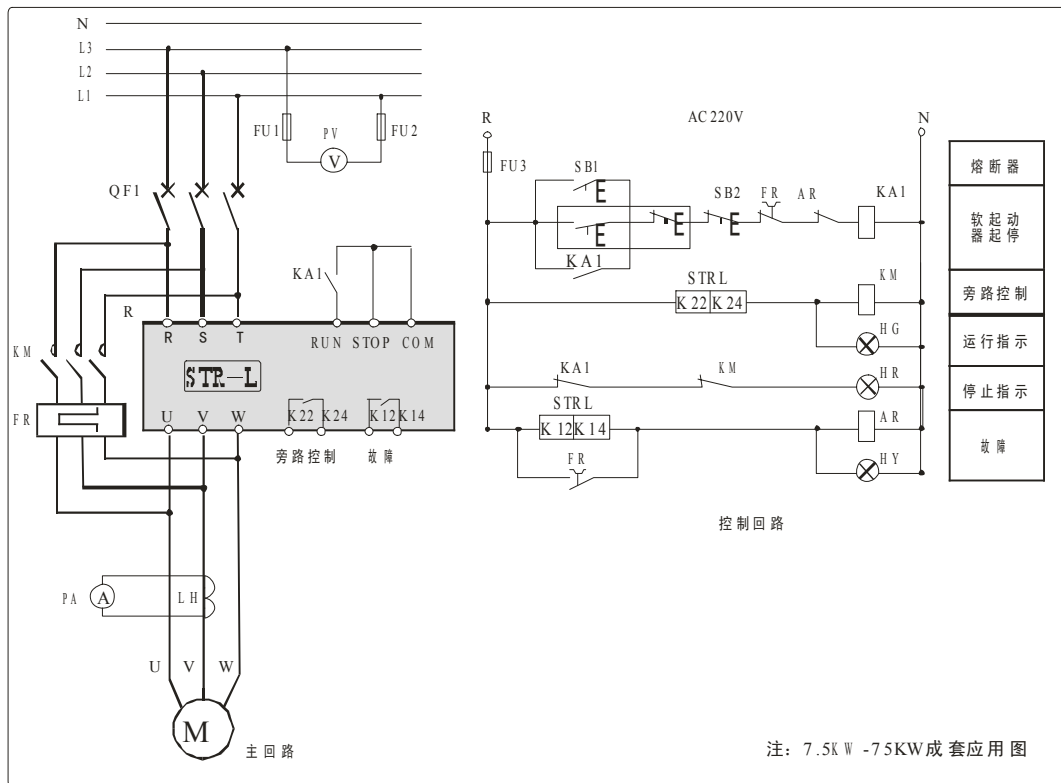 N
L3
L2
L1
FU1
PV
V
FU2
QF1
KA1
R
R S T
RUN STOP COM
KM
STR-L
FR
U V W
K22 K24
K12 K14
旁路控制
故障
PA
A
LH
U V W
M
主回路
R
AC220V
N
FU3
SB1
SB2
FR
AR
KA1
KA1
STRL
K22 K24
KM
HG
KA1
KM
HR
STRL
K12 K14
AR
FR
HY
控制回路
熔断器
软起动
器起停
旁路控制
运行指示
停止指示
故障
注: 7.5KW-75KW成套应用图